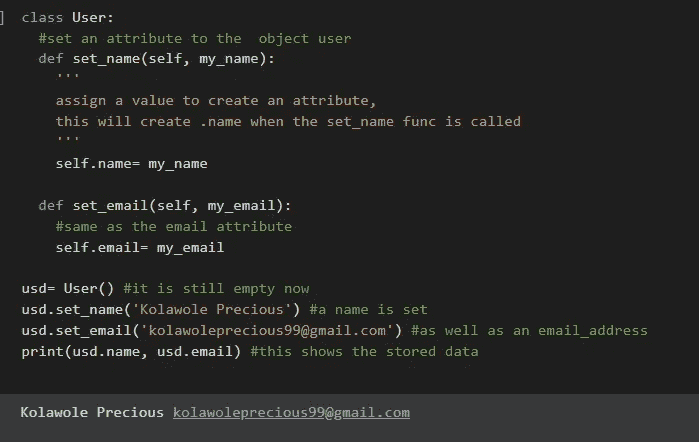 ] class User:
#set an attribute to the  object user
def set_name(self, my_name):
'''
assign a value to create an attribute,
this will create .name when the set_name func is called
'''
self.name= my_name
def set_email(self, my_email):
#same as the email attribute
self.email= my_email
usd= User() #it is still empty now
usd.set_name('Kolawole Precious') #a name is set
usd.set_email('kolawoleprecious99@gmail.com') #as well as an email_address
print(usd.name, usd.email) #this shows the stored data
Kolawole Precious kolawoleprecious99@gmail.com